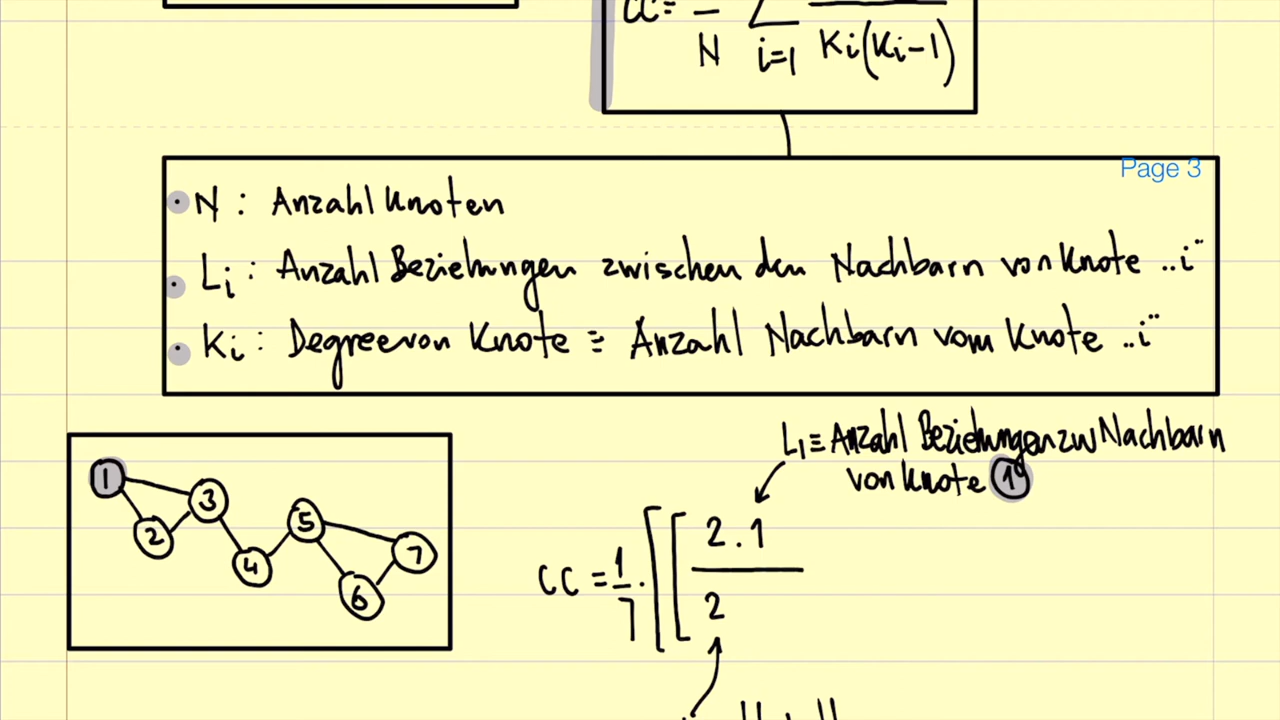 CC = — ∑
N i=1 Ki(Ki-1)
Page 3
• N : Anzahl Knoten
• Li : Anzahl Beziehungen zwischen den Nachbarn von Knote „i“
• Ki : Degree von Knote ≡ Anzahl Nachbarn vom Knote „i“
L1 ≡ Anzahl Beziehungen zw Nachbarn
von Knote 1
1
3
2
5
4
7
6
CC = 1/7 · [ [ 2 . 1
2